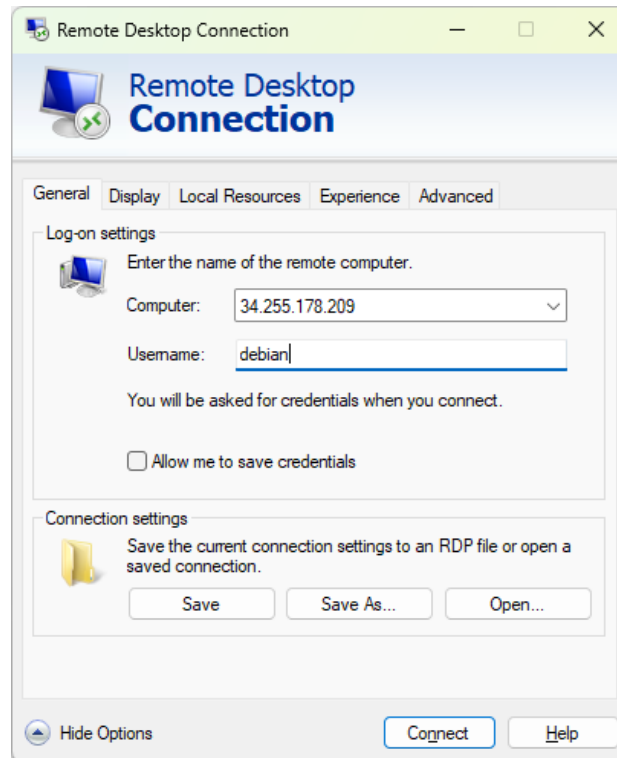 Remote Desktop Connection
Remote Desktop
Connection
General Display Local Resources Experience Advanced
Log-on settings
Enter the name of the remote computer.
Computer: 34.255.178.209
Username: debian
You will be asked for credentials when you connect.
Allow me to save credentials
Connection settings
Save the current connection settings to an RDP file or open a
saved connection.
Save Save As... Open...
Hide Options Connect Help